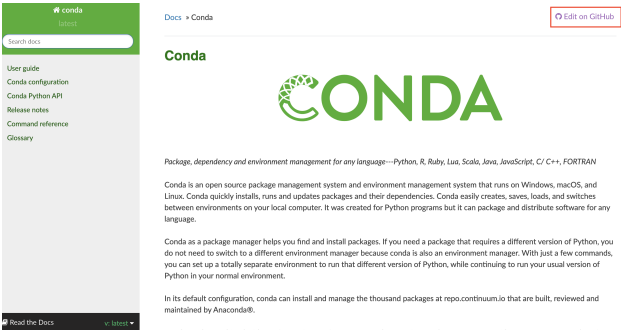 conda
latest
Search docs
User guide
Conda configuration
Conda Python API
Release notes
Command reference
Glossary
Read the Docs
v: latest
Docs » Conda
Edit on GitHub
Conda
CONDA
Package, dependency and environment management for any language---Python, R, Ruby, Lua, Scala, Java, JavaScript, C/ C++, FORTRAN
Conda is an open source package management system and environment management system that runs on Windows, macOS, and
Linux. Conda quickly installs, runs and updates packages and their dependencies. Conda easily creates, saves, loads, and switches
between environments on your local computer. It was created for Python programs but it can package and distribute software for any
language.
Conda as a package manager helps you find and install packages. If you need a package that requires a different version of Python, you
do not need to switch to a different environment manager because conda is also an environment manager. With just a few commands,
you can set up a totally separate environment to run that different version of Python, while continuing to run your usual version of
Python in your normal environment.
In its default configuration, conda can install and manage the thousand packages at repo.continuum.io that are built, reviewed and
maintained by Anaconda®.